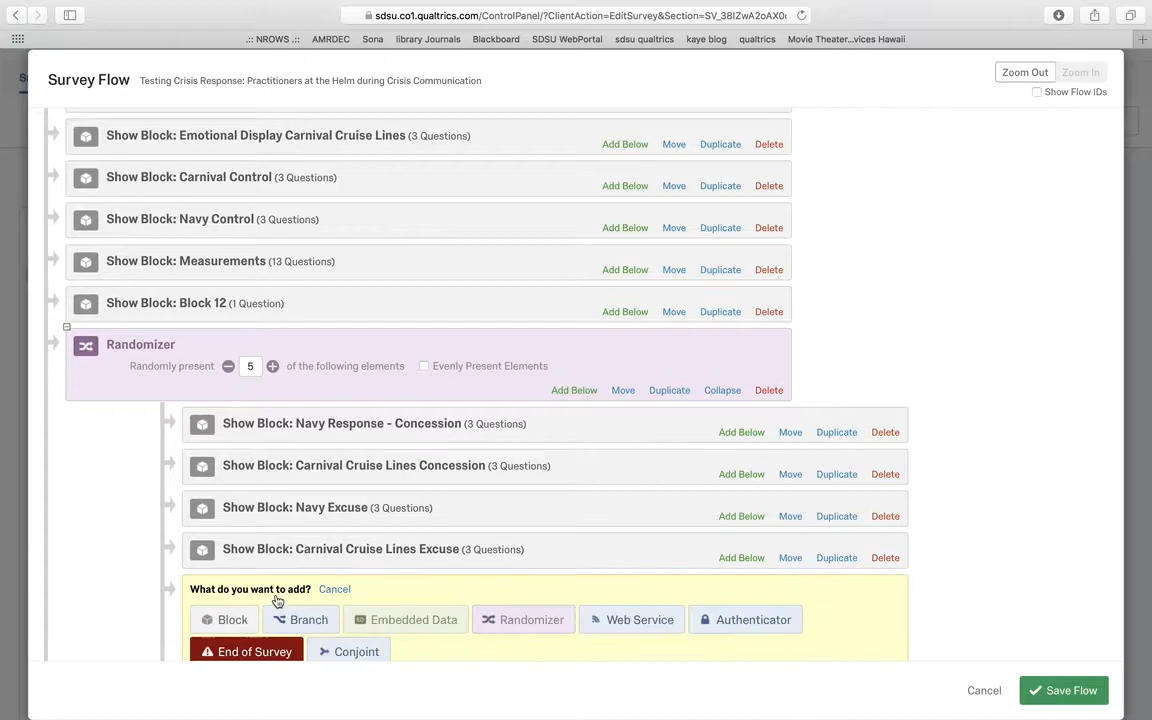 sdsu.co1.qualtrics.com/ControlPanel/?ClientAction=EditSurvey&Section=SV_38IZwA2oAX0
.:: NROWS .:: AMRDEC Sona library Journals Blackboard SDSU WebPortal sdsu qualtrics kaye blog qualtrics Movie Theater...vices Hawaii
Survey Flow Testing Crisis Response: Practitioners at the Helm during Crisis Communication
Zoom Out Zoom In
Show Flow IDs
Show Block: Emotional Display Carnival Cruise Lines (3 Questions)
Add Below Move Duplicate Delete
Show Block: Carnival Control (3 Questions)
Add Below Move Duplicate Delete
Show Block: Navy Control (3 Questions)
Add Below Move Duplicate Delete
Show Block: Measurements (13 Questions)
Add Below Move Duplicate Delete
Show Block: Block 12 (1 Question)
Add Below Move Duplicate Delete
Randomizer
Randomly present 5 of the following elements Evenly Present Elements
Add Below Move Duplicate Collapse Delete
Show Block: Navy Response - Concession (3 Questions)
Add Below Move Duplicate Delete
Show Block: Carnival Cruise Lines Concession (3 Questions)
Add Below Move Duplicate Delete
Show Block: Navy Excuse (3 Questions)
Add Below Move Duplicate Delete
Show Block: Carnival Cruise Lines Excuse (3 Questions)
Add Below Move Duplicate Delete
What do you want to add? Cancel
Block Branch Embedded Data Randomizer Web Service Authenticator
End of Survey Conjoint
Cancel Save Flow